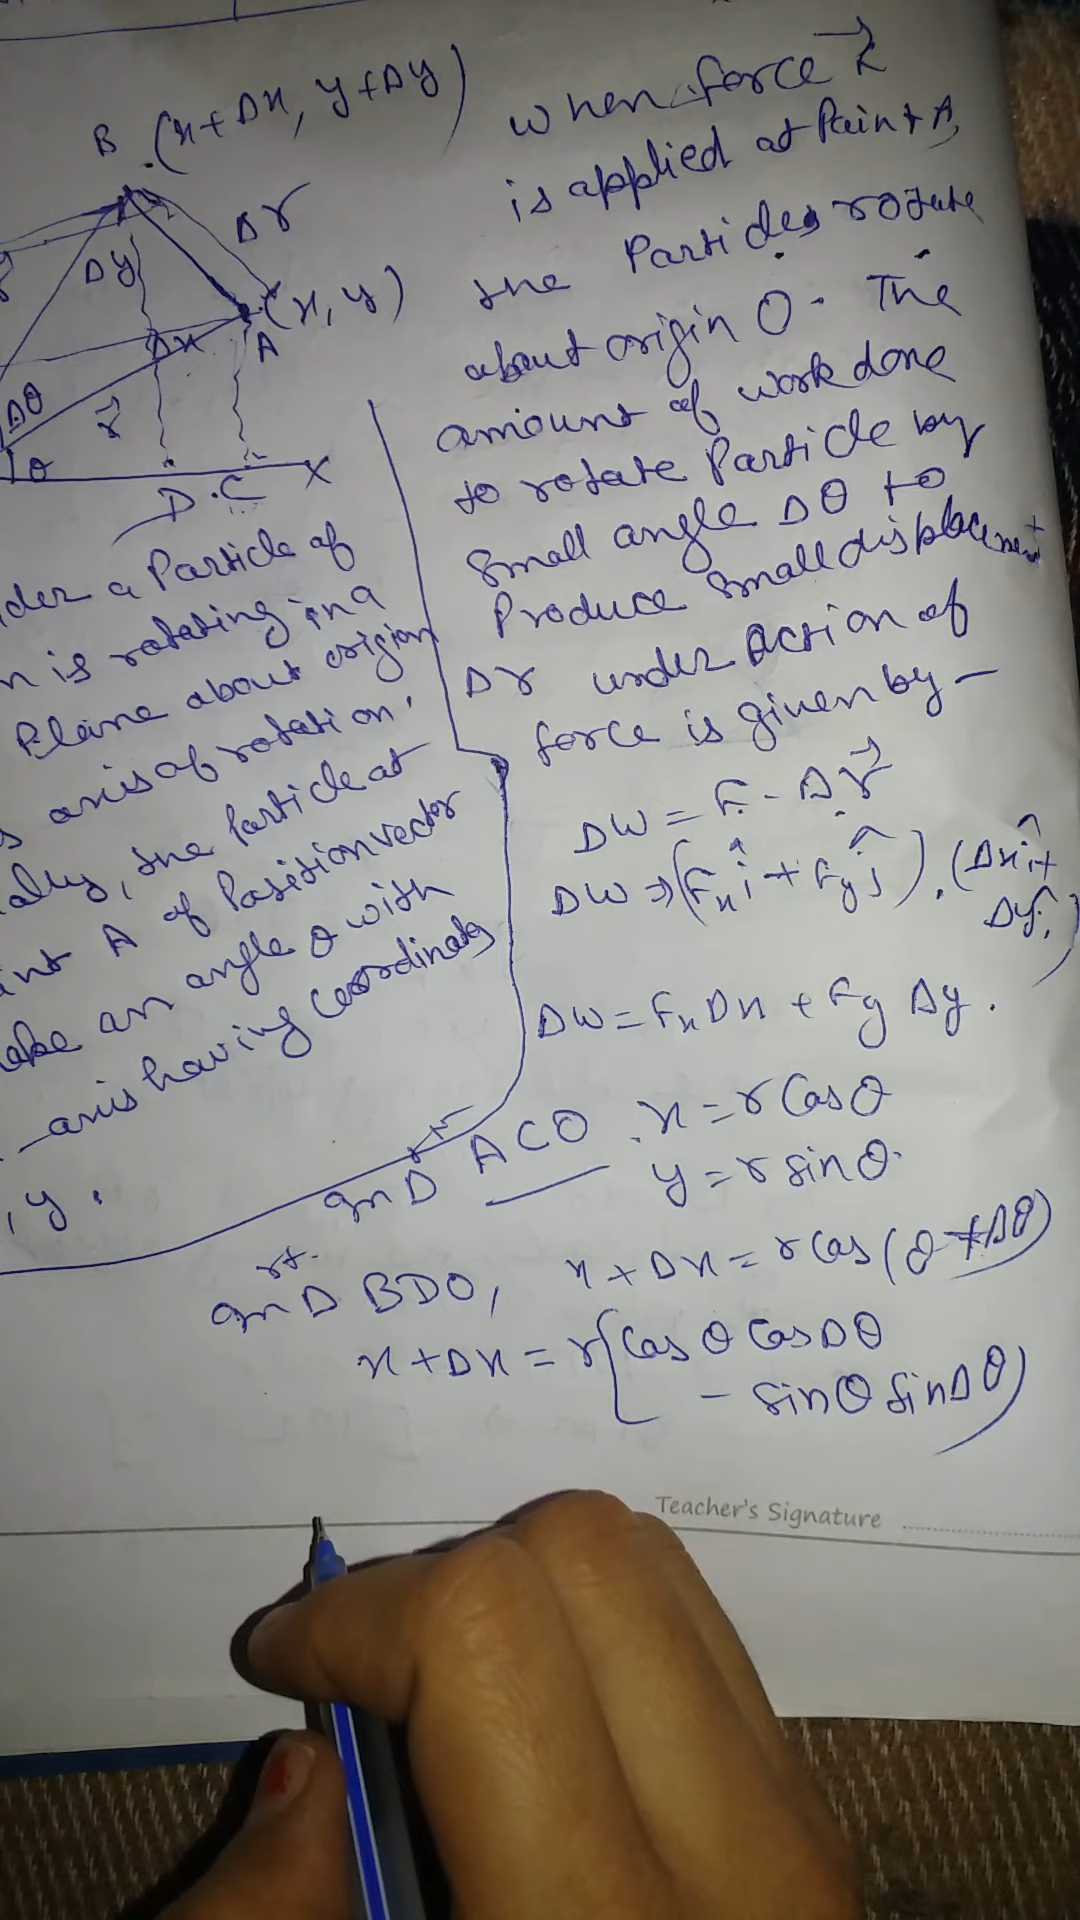 B (x+Δx, y+Δy)
Δr
Δy
(x, y)
Δx
A
Δθ
r⃗
θ
D C X
a Particle of
is rotating in a
Plane about origin
axis of rotation.
, the Particle at
A of Position vector
an angle θ with
axis having coordinates
, y.
when force
is applied at Point A,
the Particles rotate
about origin O. The
amount of work done
to rotate Particle by
Small angle Δθ to
Produce small displacement
Δr under action of
force is given by -
ΔW = F. Δr⃗
ΔW ⇒ (Fx î + Fy ĵ). (Δx î +
Δy ĵ)
ΔW = Fx Δx + Fy Δy.
In Δ ACO x = r Cos θ
y = r sin θ.
rt.
In Δ BDO, x + Δx = r Cos (θ + Δθ)
x + Δx = r [Cos θ Cos Δθ
- sin θ sin Δθ)
Teacher's Signature